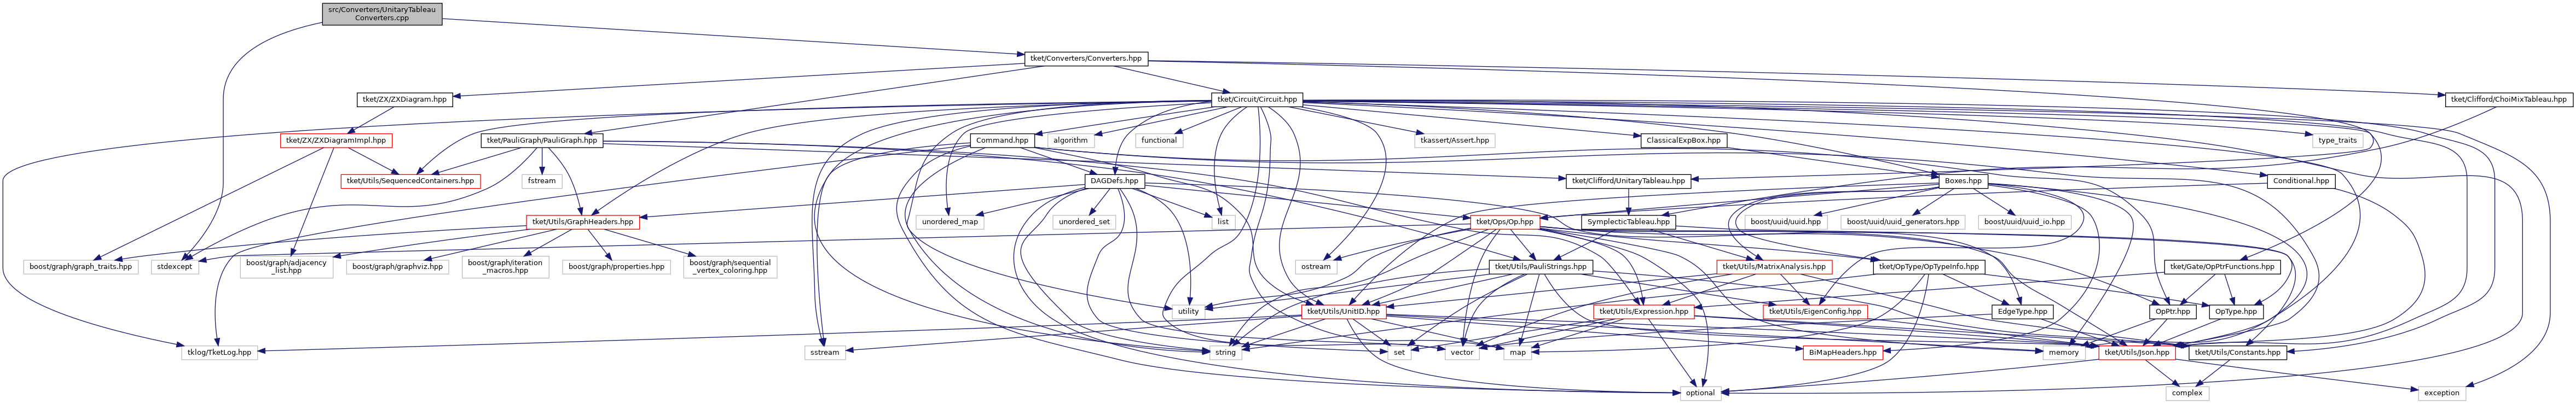 src/Converters/UnitaryTableau
Converters.cpp
tket/Converters/Converters.hpp
tket/ZX/ZXDiagram.hpp
tket/Circuit/Circuit.hpp
tket/Clifford/ChoiMixTableau.hpp
tket/ZX/ZXDiagramImpl.hpp
tket/PauliGraph/PauliGraph.hpp
Command.hpp
algorithm
functional
tkassert/Assert.hpp
ClassicalExpBox.hpp
type_traits
tket/Utils/SequencedContainers.hpp
fstream
DAGDefs.hpp
tket/Clifford/UnitaryTableau.hpp
Boxes.hpp
Conditional.hpp
tket/Utils/GraphHeaders.hpp
unordered_map
unordered_set
list
tket/Ops/Op.hpp
SymplecticTableau.hpp
boost/uuid/uuid.hpp
boost/uuid/uuid_generators.hpp
boost/uuid/uuid_io.hpp
boost/graph/graph_traits.hpp
stdexcept
boost/graph/adjacency
_list.hpp
boost/graph/graphviz.hpp
boost/graph/iteration
_macros.hpp
boost/graph/properties.hpp
boost/graph/sequential
_vertex_coloring.hpp
ostream
tket/Utils/PauliStrings.hpp
tket/Utils/MatrixAnalysis.hpp
tket/OpType/OpTypeInfo.hpp
tket/Gate/OpPtrFunctions.hpp
utility
tket/Utils/UnitID.hpp
tket/Utils/Expression.hpp
tket/Utils/EigenConfig.hpp
EdgeType.hpp
OpPtr.hpp
OpType.hpp
tklog/TketLog.hpp
sstream
string
set
vector
map
BiMapHeaders.hpp
memory
tket/Utils/Json.hpp
tket/Utils/Constants.hpp
optional
complex
exception